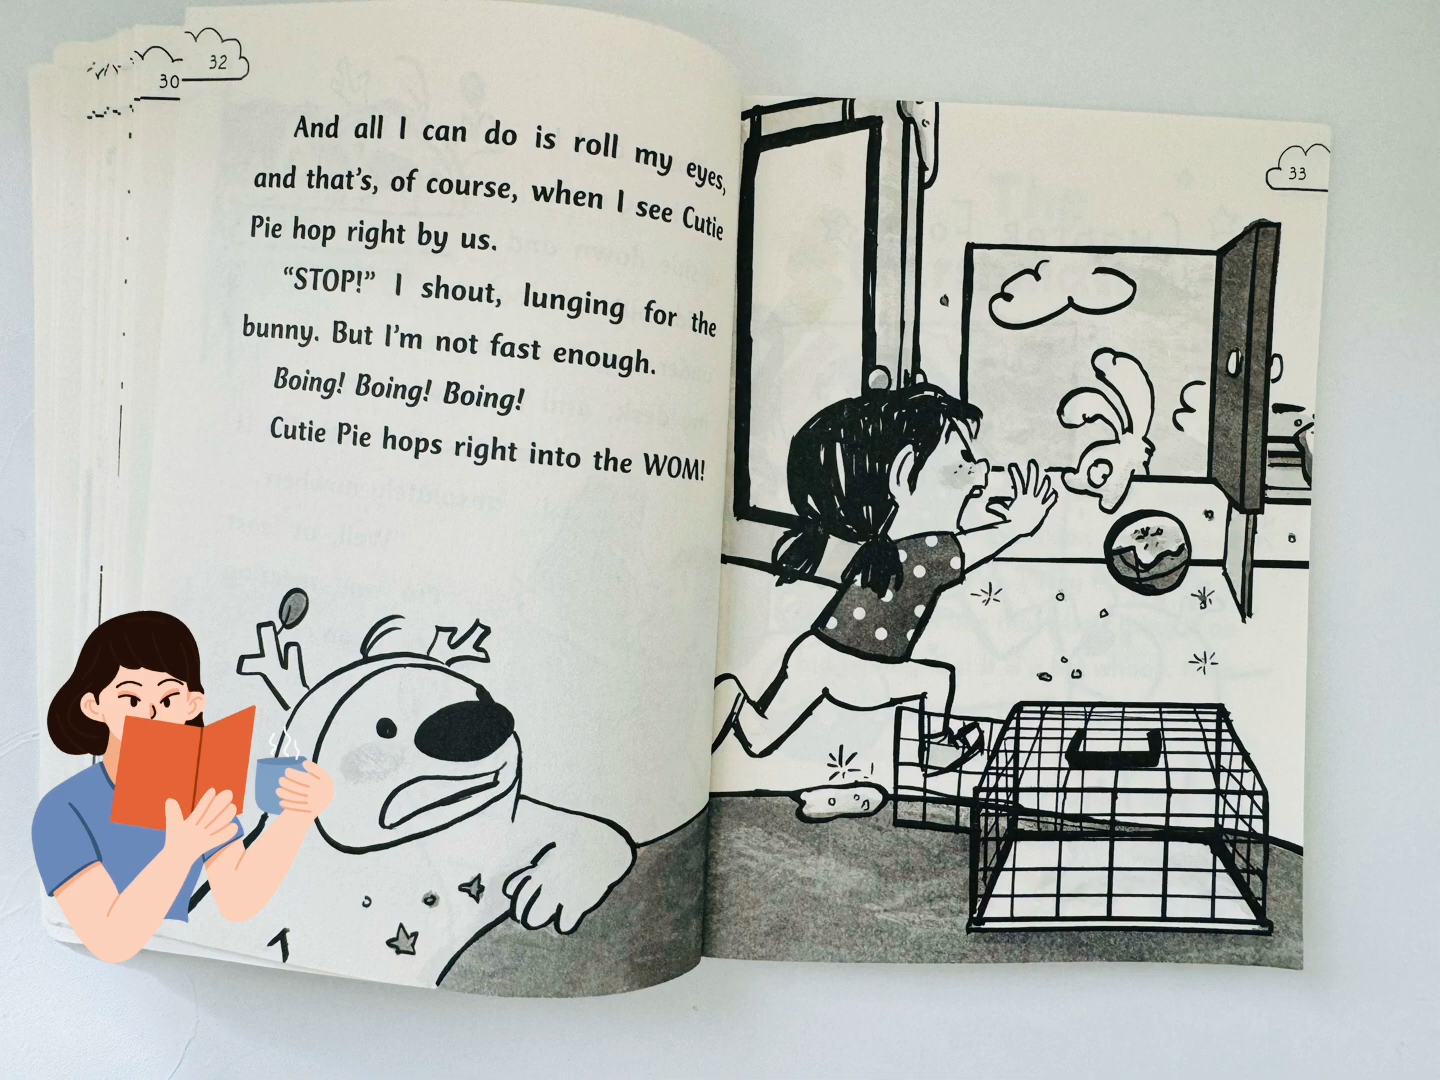 32
30
And all I can do is roll my eyes,
and that's, of course, when I see Cutie
Pie hop right by us.
“STOP!” I shout, lunging for the
bunny. But I'm not fast enough.
Boing! Boing! Boing!
Cutie Pie hops right into the WOM!
33